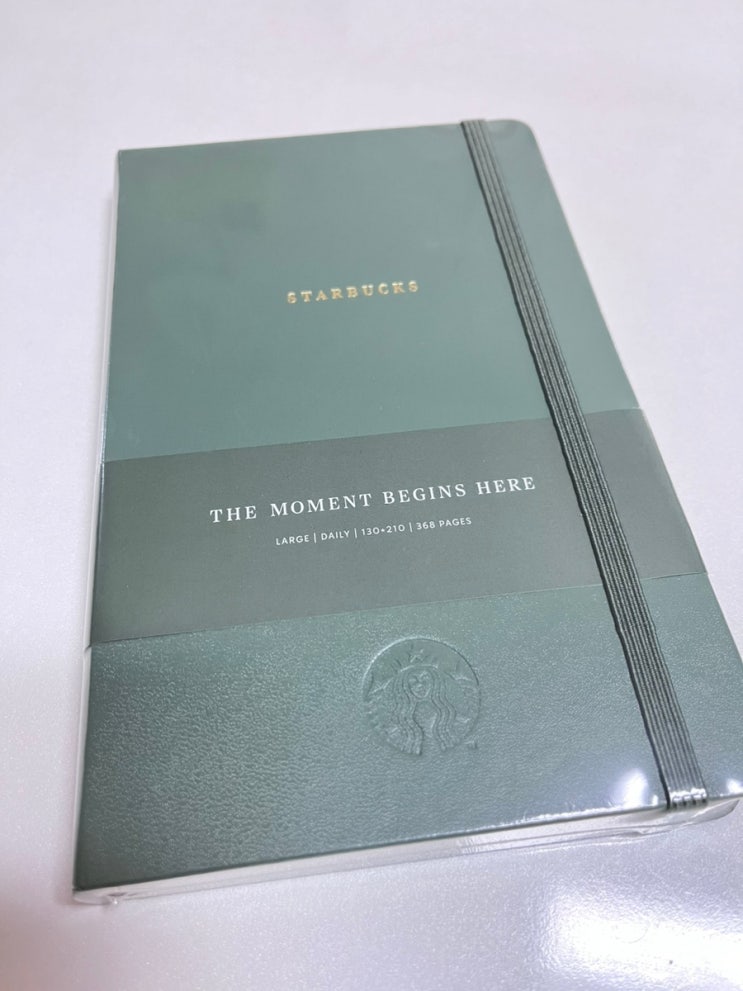 STARBUCKS
THE MOMENT BEGINS HERE
LARGE | DAILY | 130*210 | 368 PAGES